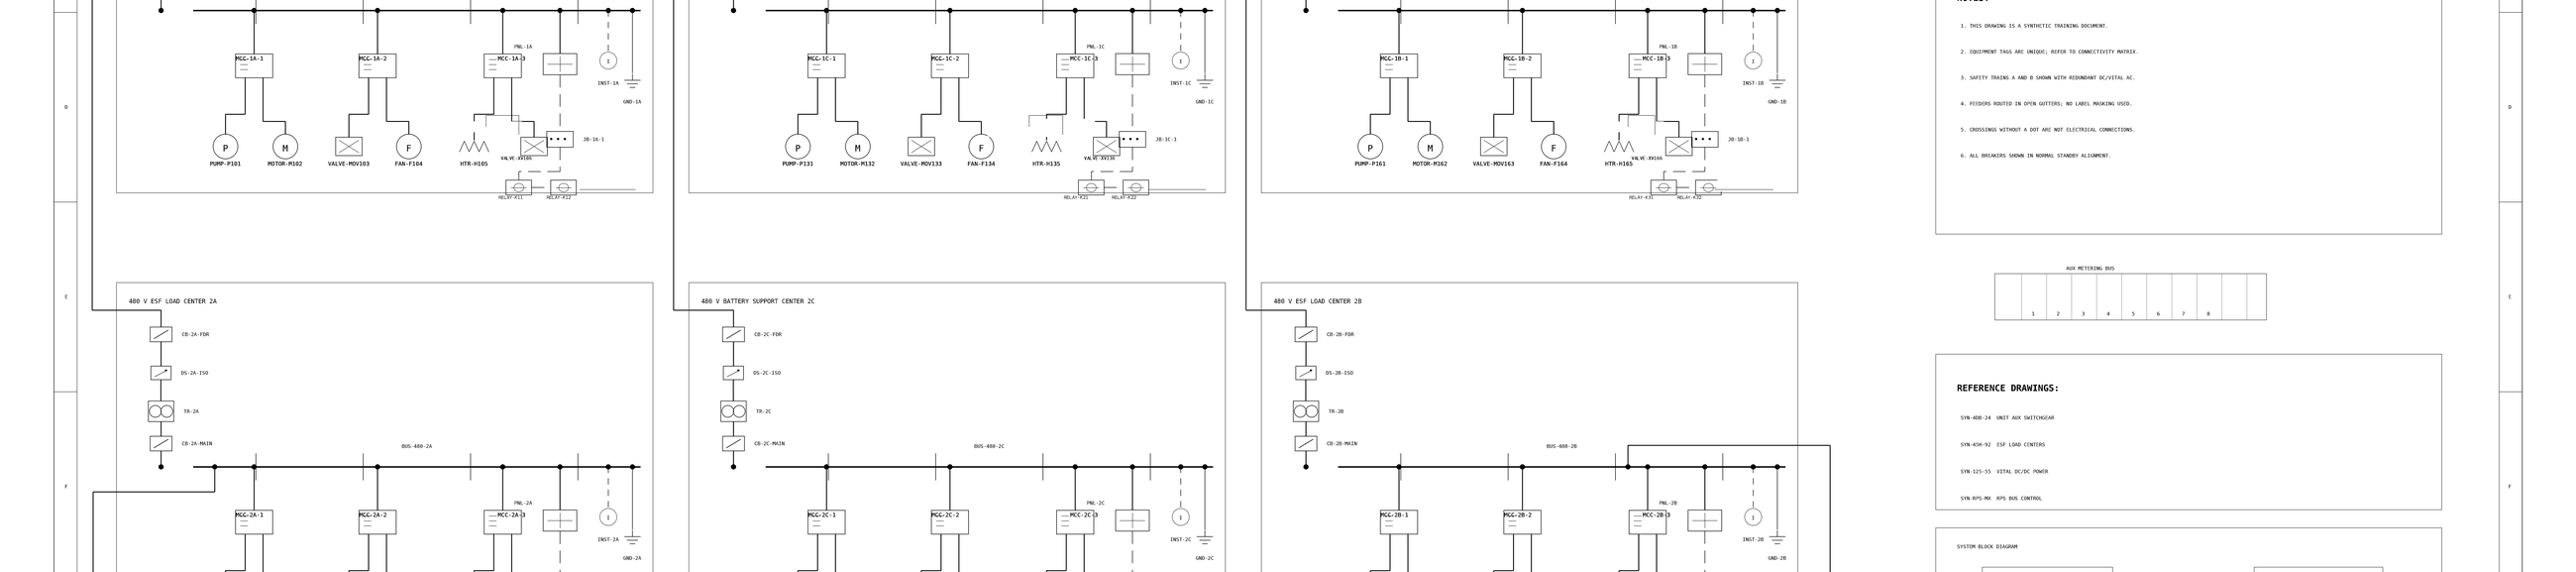 PNL-1A
MCC-1A-1
MCC-1A-2
MCC-1A-3
I
INST-1A
GND-1A
P
M
F
JB-1A-1
VALVE-XV106
PUMP-P101
MOTOR-M102
VALVE-MOV103
FAN-F104
HTR-H105
RELAY-K11
RELAY-K12
PNL-1C
MCC-1C-1
MCC-1C-2
MCC-1C-3
I
INST-1C
GND-1C
P
M
F
JB-1C-1
VALVE-XV136
PUMP-P131
MOTOR-M132
VALVE-MOV133
FAN-F134
HTR-H135
RELAY-K21
RELAY-K22
PNL-1B
MCC-1B-1
MCC-1B-2
MCC-1B-3
I
INST-1B
GND-1B
P
M
F
JB-1B-1
VALVE-XV166
PUMP-P161
MOTOR-M162
VALVE-MOV163
FAN-F164
HTR-H165
RELAY-K31
RELAY-K32
1. THIS DRAWING IS A SYNTHETIC TRAINING DOCUMENT.
2. EQUIPMENT TAGS ARE UNIQUE; REFER TO CONNECTIVITY MATRIX.
3. SAFETY TRAINS A AND B SHOWN WITH REDUNDANT DC/VITAL AC.
4. FEEDERS ROUTED IN OPEN GUTTERS; NO LABEL MASKING USED.
5. CROSSINGS WITHOUT A DOT ARE NOT ELECTRICAL CONNECTIONS.
6. ALL BREAKERS SHOWN IN NORMAL STANDBY ALIGNMENT.
D
D
E
E
F
F
AUX METERING BUS
1 2 3 4 5 6 7 8
480 V ESF LOAD CENTER 2A
CB-2A-FDR
DS-2A-ISO
TR-2A
CB-2A-MAIN
BUS-480-2A
PNL-2A
MCC-2A-1
MCC-2A-2
MCC-2A-3
I
INST-2A
GND-2A
480 V BATTERY SUPPORT CENTER 2C
CB-2C-FDR
DS-2C-ISO
TR-2C
CB-2C-MAIN
BUS-480-2C
PNL-2C
MCC-2C-1
MCC-2C-2
MCC-2C-3
I
INST-2C
GND-2C
480 V ESF LOAD CENTER 2B
CB-2B-FDR
DS-2B-ISO
TR-2B
CB-2B-MAIN
BUS-480-2B
PNL-2B
MCC-2B-1
MCC-2B-2
MCC-2B-3
I
INST-2B
GND-2B
REFERENCE DRAWINGS:
SYN-4DB-24 UNIT AUX SWITCHGEAR
SYN-45H-92 ESF LOAD CENTERS
SYN-125-55 VITAL DC/DC POWER
SYN-RPS-MX RPS BUS CONTROL
SYSTEM BLOCK DIAGRAM